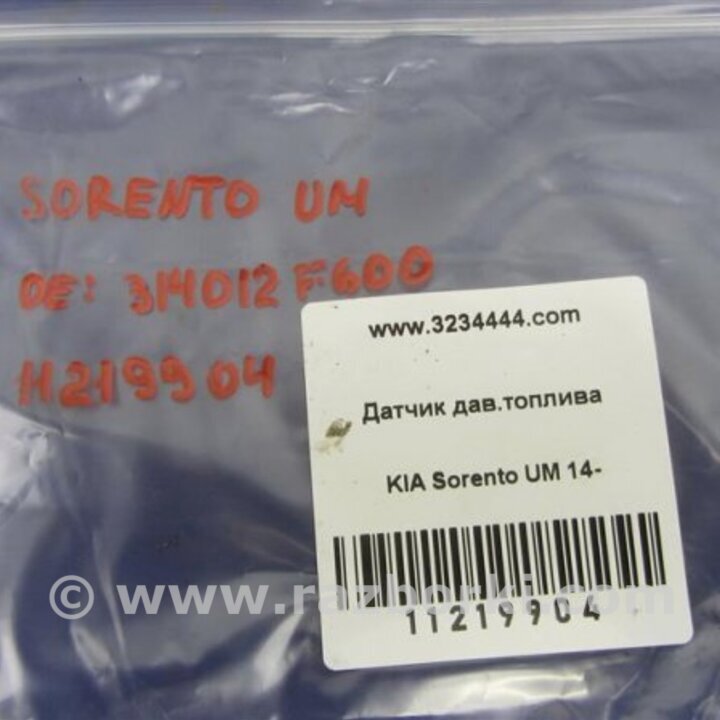 SORENTO UM
OE: 314012F600
11219904
www.3234444.com
Датчик дав.топлива
KIA Sorento UM 14-
11219904
© www.razborki.com